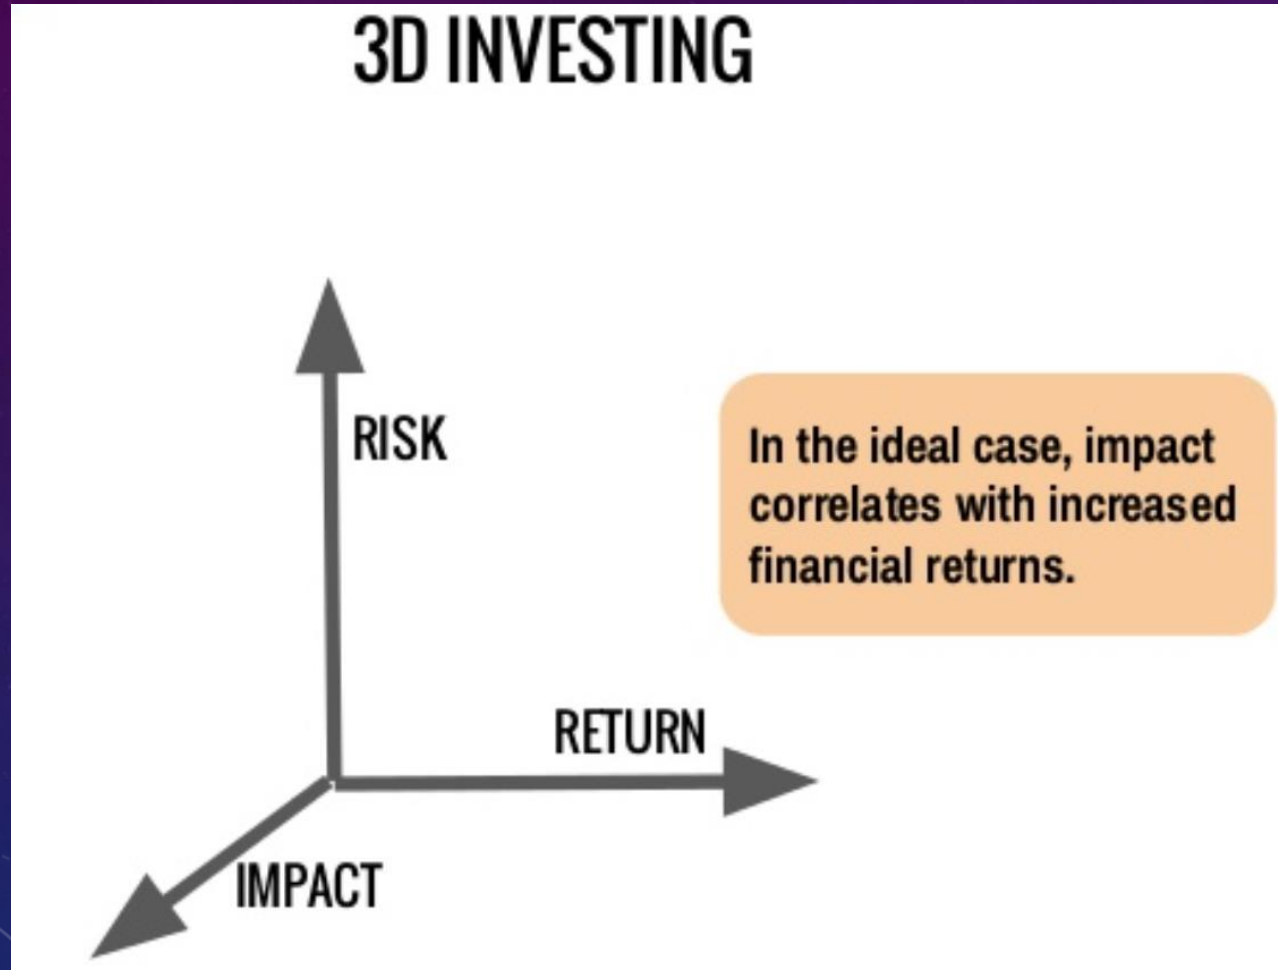 3D INVESTING
RISK
In the ideal case, impact
correlates with increased
financial returns.
RETURN
IMPACT